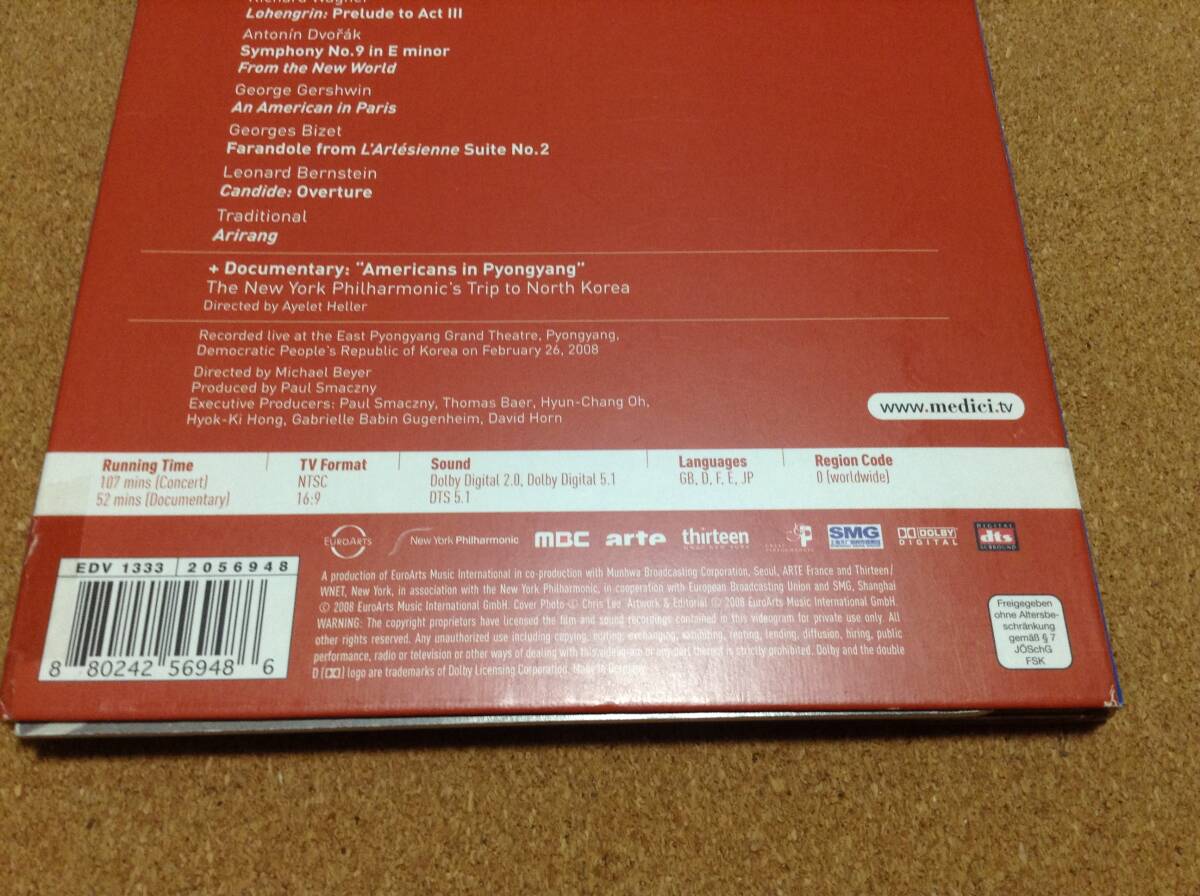 Richard Wagner
Lohengrin: Prelude to Act III
Antonín Dvořák
Symphony No.9 in E minor
From the New World
George Gershwin
An American in Paris
Georges Bizet
Farandole from L'Arlésienne Suite No.2
Leonard Bernstein
Candide: Overture
Traditional
Arirang
+ Documentary: "Americans in Pyongyang"
The New York Philharmonic's Trip to North Korea
Directed by Ayelet Heller
Recorded live at the East Pyongyang Grand Theatre, Pyongyang,
Democratic People's Republic of Korea on February 26, 2008
Directed by Michael Beyer
Produced by Paul Smaczny
Executive Producers: Paul Smaczny, Thomas Baer, Hyun-Chang Oh,
Hyok-Ki Hong, Gabrielle Babin Gugenheim, David Horn
www.medici.tv
Running Time
107 mins (Concert)
52 mins (Documentary)
TV Format
NTSC
16:9
Sound
Dolby Digital 2.0, Dolby Digital 5.1
DTS 5.1
Languages
GB, D, F, E, JP
Region Code
0 (worldwide)
EUROARTS
New York Philharmonic
MBC
arte
thirteen
SMG
DOLBY
DIGITAL
DIGITAL
dts
SURROUND
EDV 1333 2056948
8 80242 56948 6
A production of EuroArts Music International in co-production with Munhwa Broadcasting Corporation, Seoul, ARTE France and Thirteen/
WNET, New York, in association with the New York Philharmonic, in cooperation with European Broadcasting Union and SMG, Shanghai
© 2008 EuroArts Music International GmbH. Cover Photo © Chris Lee Artwork & Editorial © 2008 EuroArts Music International GmbH.
WARNING: The copyright proprietors have licensed the film and sound recordings contained in this videogram for private use only. All
other rights reserved. Any unauthorized use including copying, editing, exchanging, exhibiting, renting, lending, diffusion, hiring, public
performance, radio or television or other ways of dealing with this videogram or any part thereof is strictly prohibited. Dolby and the double
D logo are trademarks of Dolby Licensing Corporation. Made in Germany
Freigegeben
ohne Altersbe-
schränkung
gemäß § 7
JÖSchG
FSK